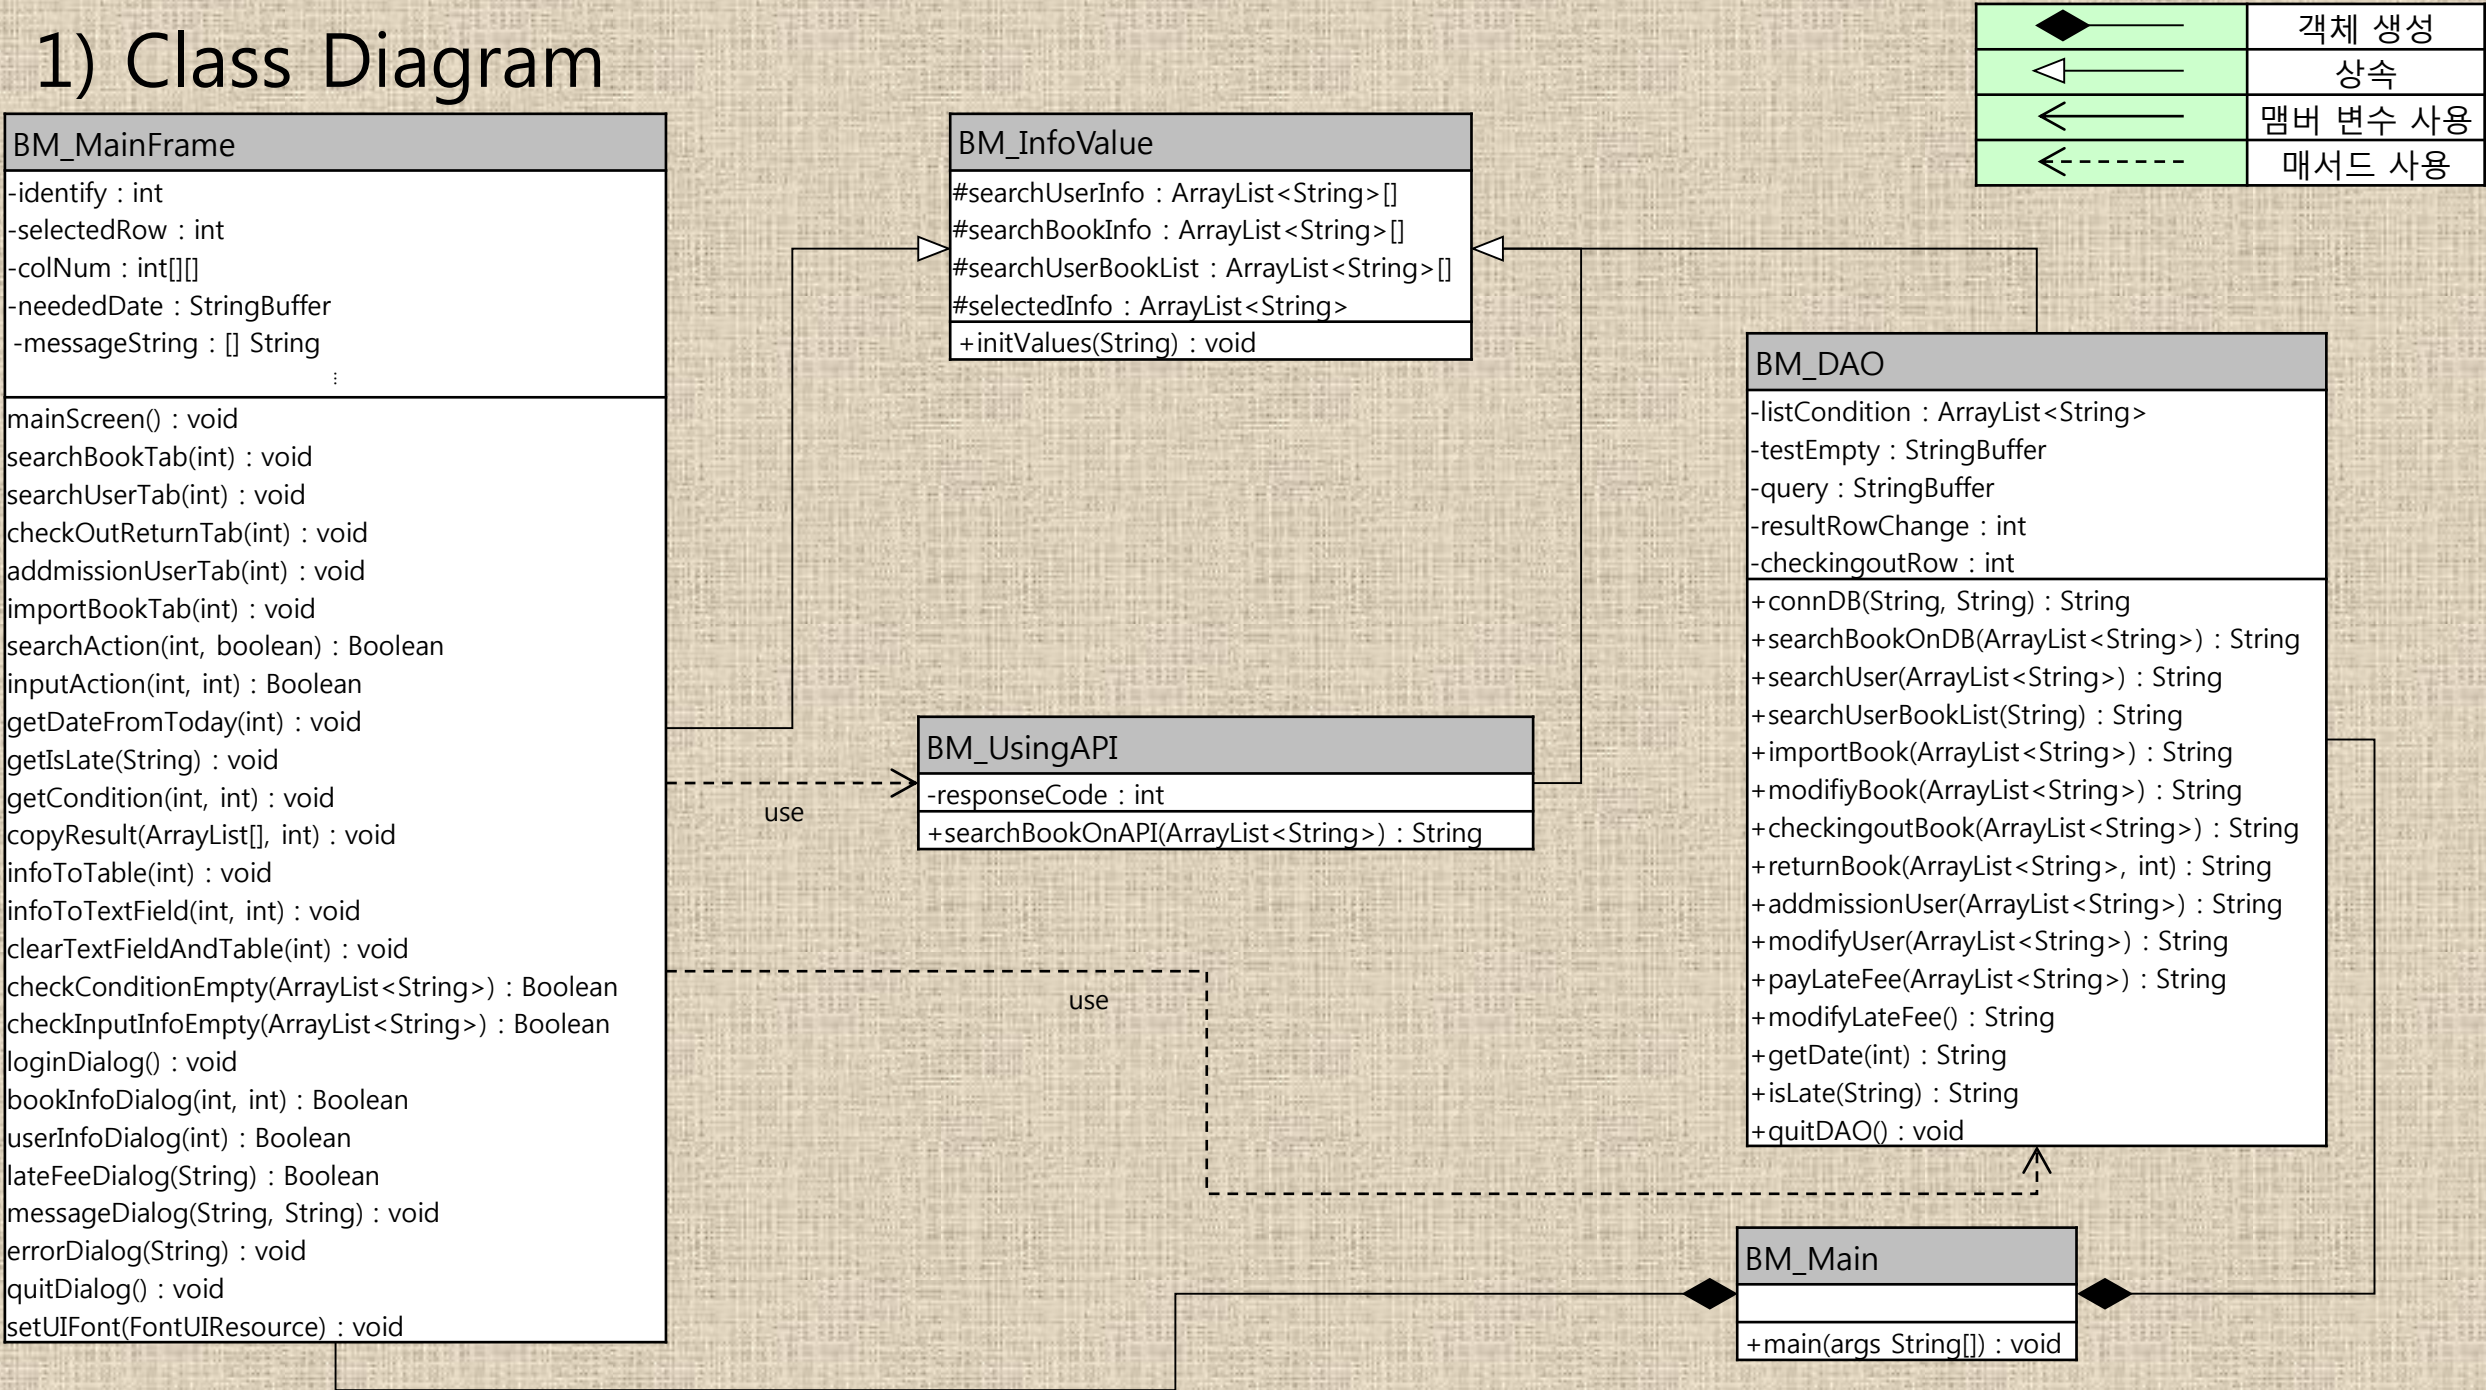 1) Class Diagram
객체 생성
상속
맴버 변수 사용
매서드 사용
BM_MainFrame
-identify : int
-selectedRow : int
-colNum : int[][]
-neededDate : StringBuffer
-messageString : [] String
⋮
mainScreen() : void
searchBookTab(int) : void
searchUserTab(int) : void
checkOutReturnTab(int) : void
addmissionUserTab(int) : void
importBookTab(int) : void
searchAction(int, boolean) : Boolean
inputAction(int, int) : Boolean
getDateFromToday(int) : void
getIsLate(String) : void
getCondition(int, int) : void
copyResult(ArrayList[], int) : void
infoToTable(int) : void
infoToTextField(int, int) : void
clearTextFieldAndTable(int) : void
checkConditionEmpty(ArrayList<String>) : Boolean
checkInputInfoEmpty(ArrayList<String>) : Boolean
loginDialog() : void
bookInfoDialog(int, int) : Boolean
userInfoDialog(int) : Boolean
lateFeeDialog(String) : Boolean
messageDialog(String, String) : void
errorDialog(String) : void
quitDialog() : void
setUIFont(FontUIResource) : void
BM_InfoValue
#searchUserInfo : ArrayList<String>[]
#searchBookInfo : ArrayList<String>[]
#searchUserBookList : ArrayList<String>[]
#selectedInfo : ArrayList<String>
+initValues(String) : void
BM_UsingAPI
-responseCode : int
+searchBookOnAPI(ArrayList<String>) : String
use
use
BM_DAO
-listCondition : ArrayList<String>
-testEmpty : StringBuffer
-query : StringBuffer
-resultRowChange : int
-checkingoutRow : int
+connDB(String, String) : String
+searchBookOnDB(ArrayList<String>) : String
+searchUser(ArrayList<String>) : String
+searchUserBookList(String) : String
+importBook(ArrayList<String>) : String
+modifiyBook(ArrayList<String>) : String
+checkingoutBook(ArrayList<String>) : String
+returnBook(ArrayList<String>, int) : String
+addmissionUser(ArrayList<String>) : String
+modifyUser(ArrayList<String>) : String
+payLateFee(ArrayList<String>) : String
+modifyLateFee() : String
+getDate(int) : String
+isLate(String) : String
+quitDAO() : void
BM_Main
+main(args String[]) : void